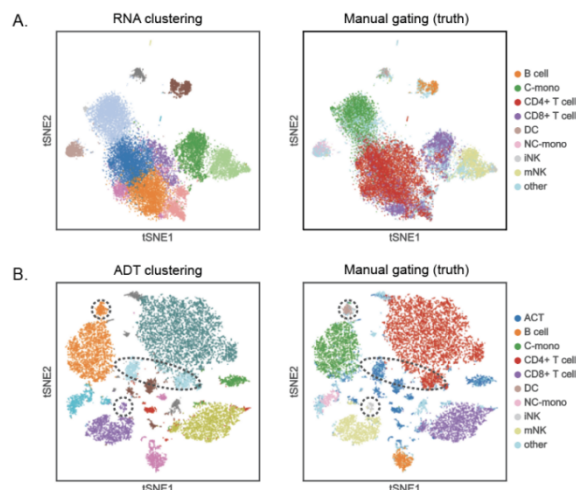 A.
RNA clustering
Manual gating (truth)
tSNE2
tSNE1
tSNE2
tSNE1
B cell
C-mono
CD4+ T cell
CD8+ T cell
DC
NC-mono
iNK
mNK
other
B.
ADT clustering
Manual gating (truth)
tSNE2
tSNE1
tSNE2
tSNE1
ACT
B cell
C-mono
CD4+ T cell
CD8+ T cell
DC
NC-mono
iNK
mNK
other